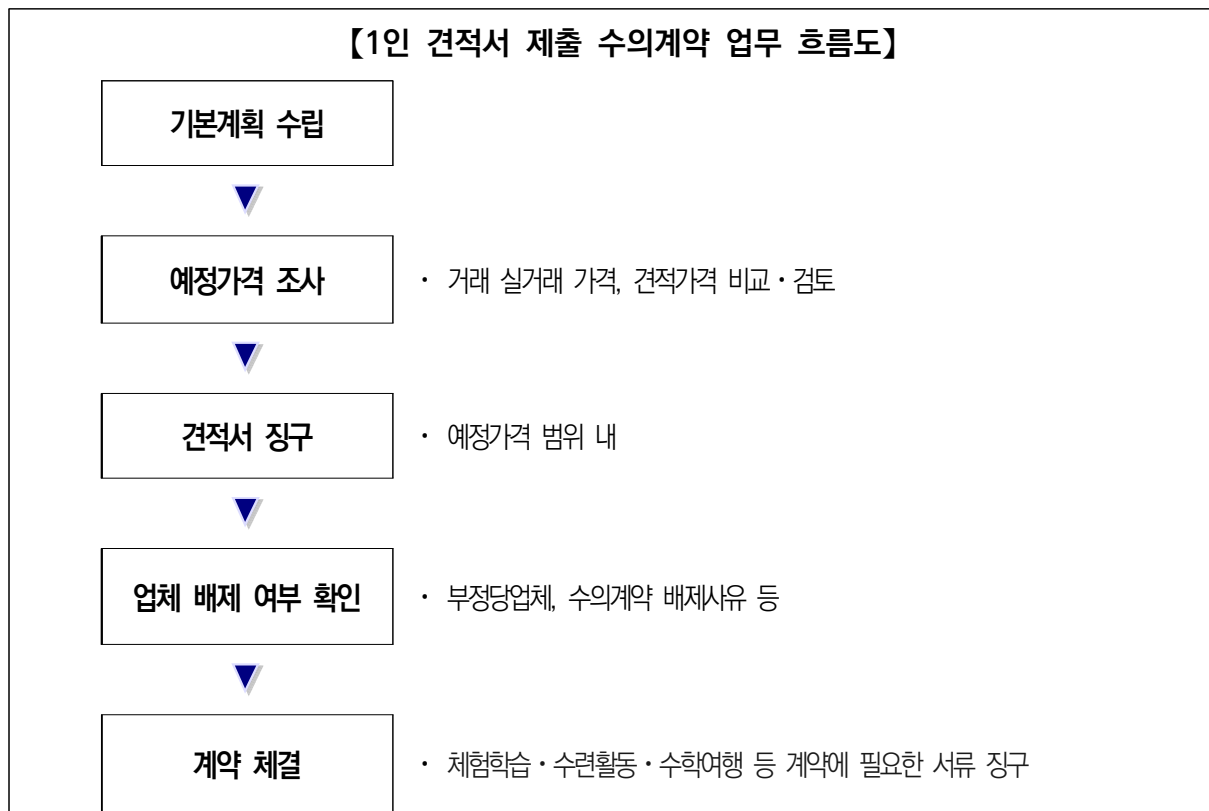 【1인 견적서 제출 수의계약 업무 흐름도】
기본계획 수립
예정가격 조사
· 거래 실거래 가격, 견적가격 비교·검토
견적서 징구
· 예정가격 범위 내
업체 배제 여부 확인
· 부정당업체, 수의계약 배제사유 등
계약 체결
· 체험학습·수련활동·수학여행 등 계약에 필요한 서류 징구